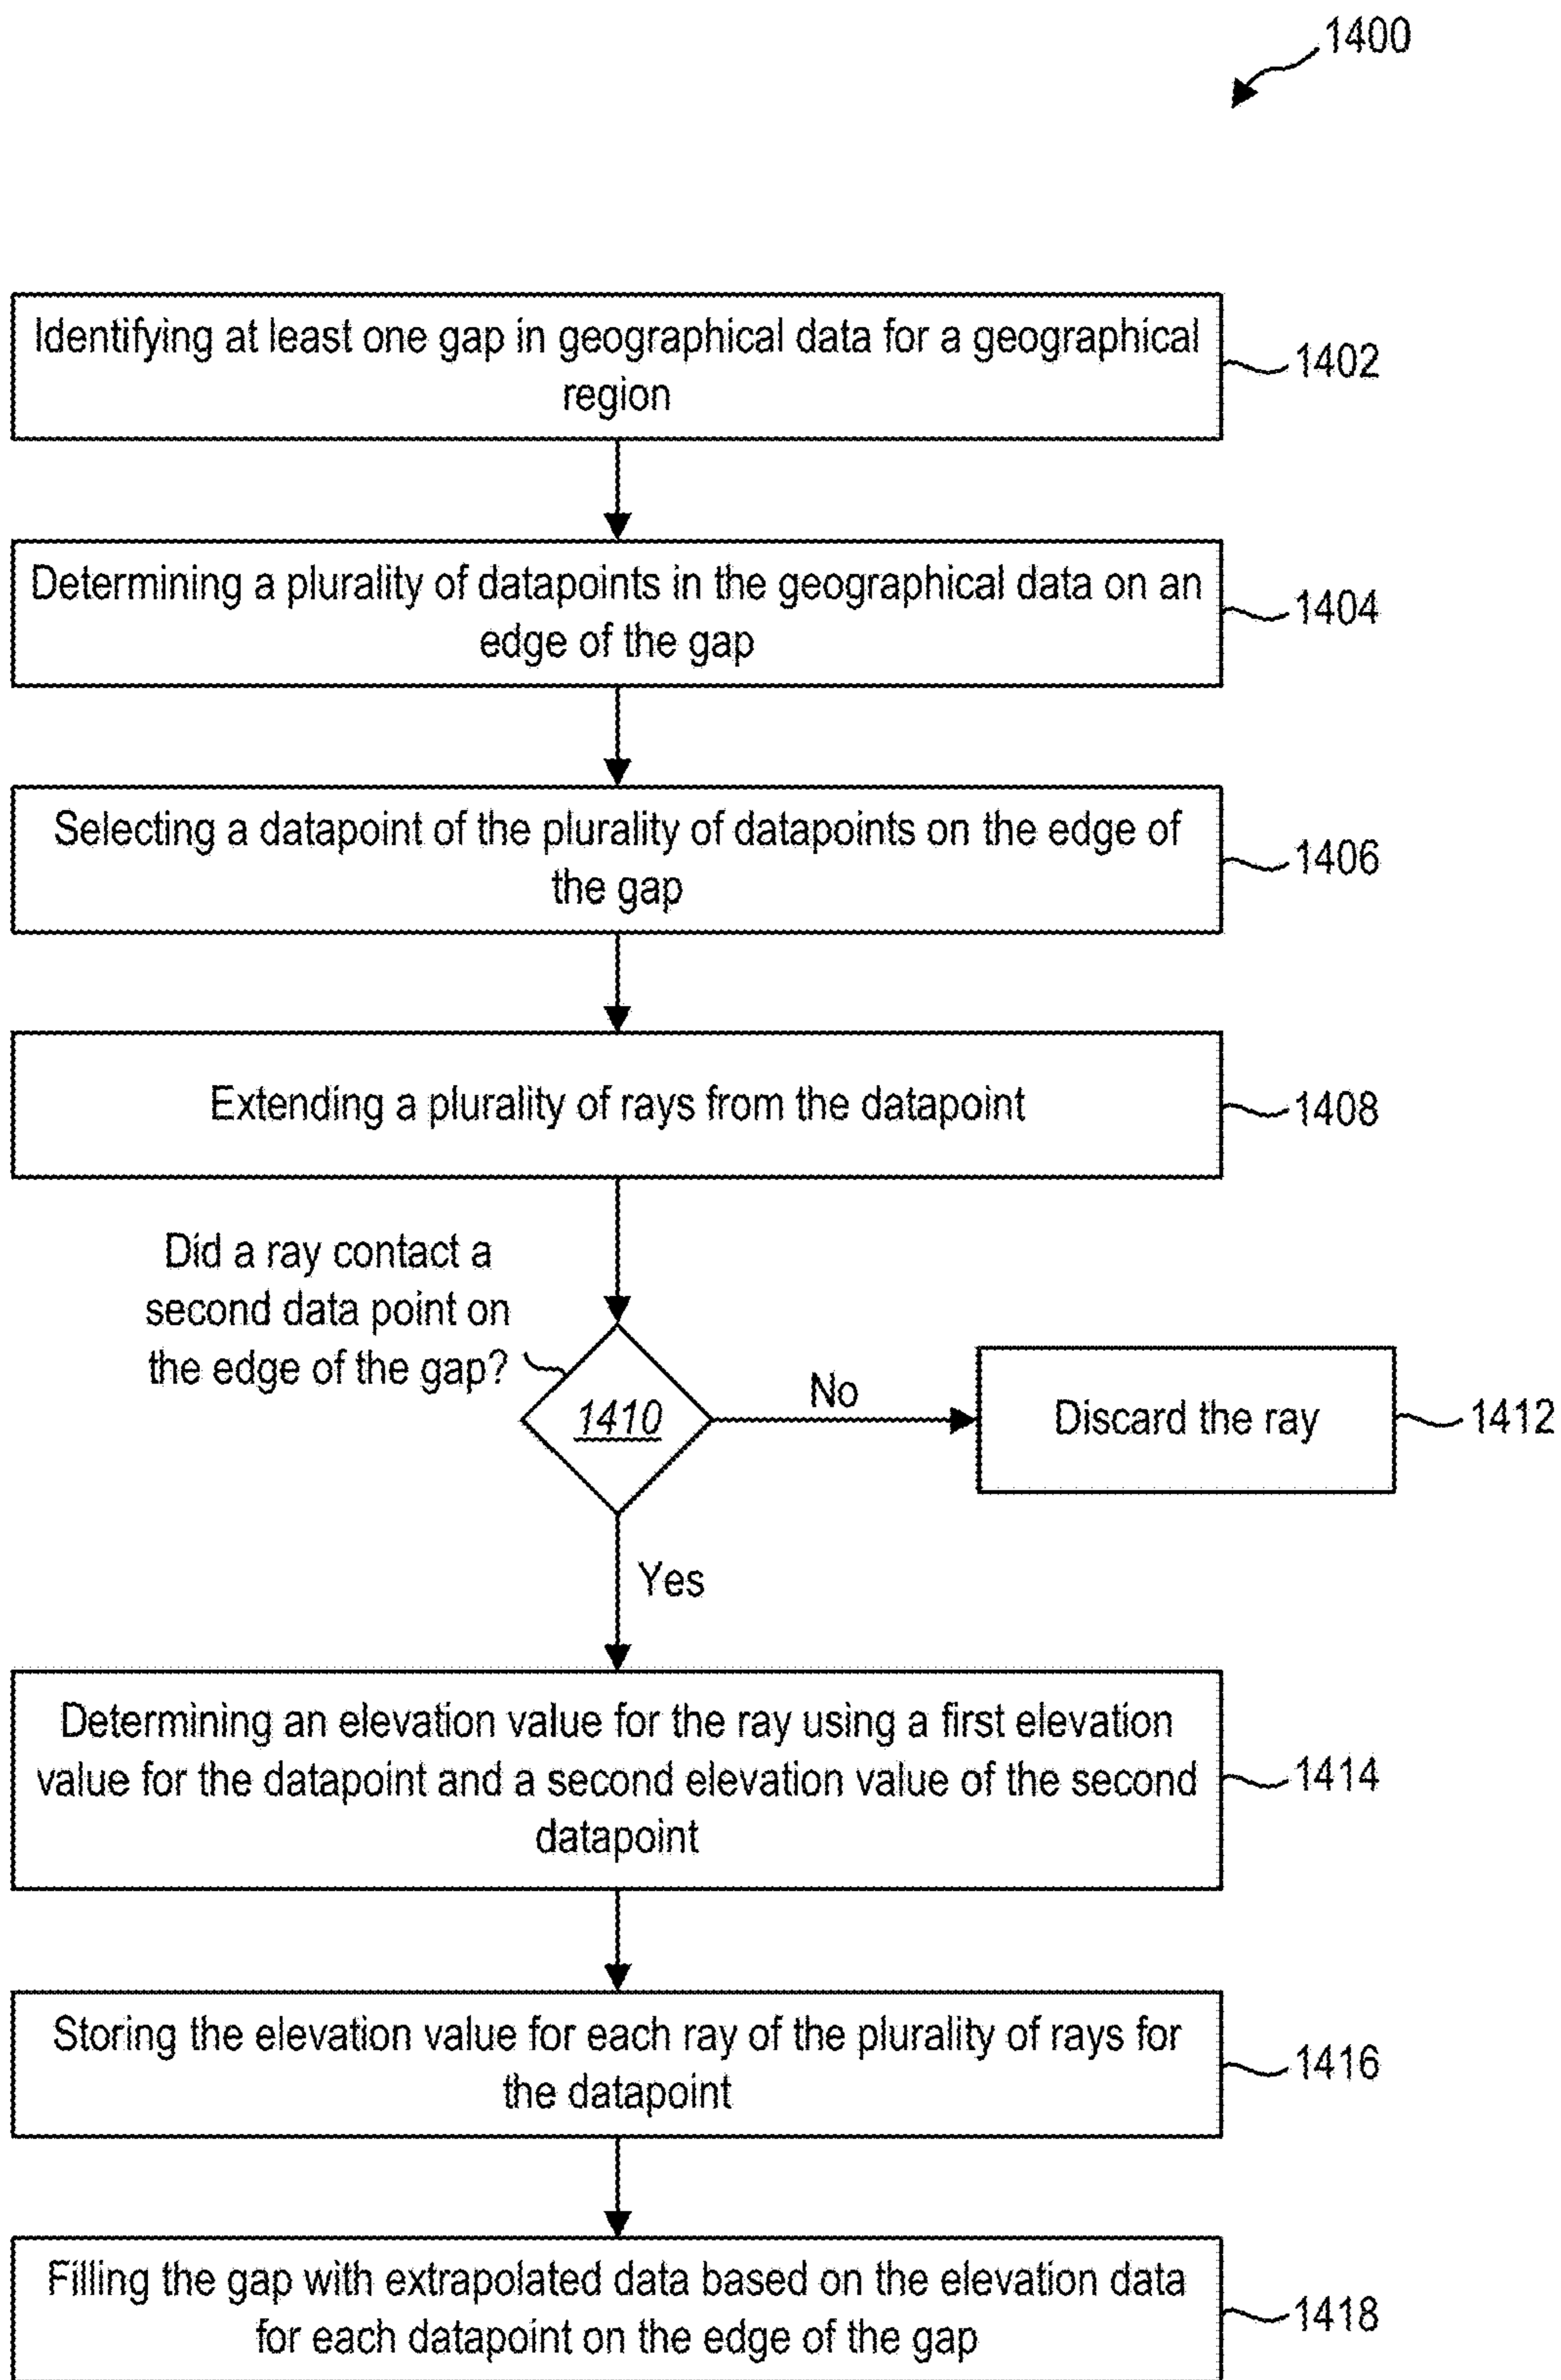 1400
Identifying at least one gap in geographical data for a geographical
region
1402
Determining a plurality of datapoints in the geographical data on an
edge of the gap
1404
Selecting a datapoint of the plurality of datapoints on the edge of
the gap
1406
Extending a plurality of rays from the datapoint
1408
Did a ray contact a
second data point on
the edge of the gap?
1410
No
Discard the ray
1412
Yes
Determining an elevation value for the ray using a first elevation
value for the datapoint and a second elevation value of the second
datapoint
1414
Storing the elevation value for each ray of the plurality of rays for
the datapoint
1416
Filling the gap with extrapolated data based on the elevation data
for each datapoint on the edge of the gap
1418